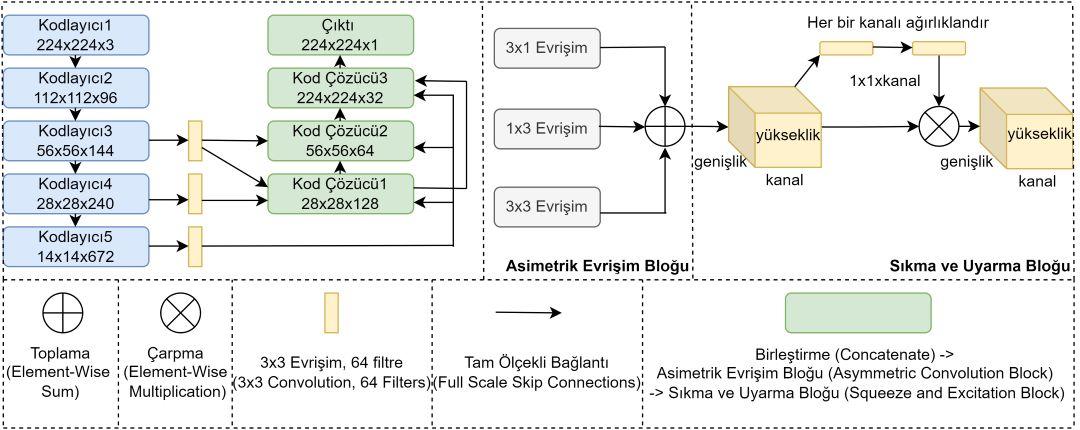 Kodlayıcı1
224x224x3
Kodlayıcı2
112x112x96
Kodlayıcı3
56x56x144
Kodlayıcı4
28x28x240
Kodlayıcı5
14x14x672
Çıktı
224x224x1
Kod Çözücü3
224x224x32
Kod Çözücü2
56x56x64
Kod Çözücü1
28x28x128
3x1 Evrişim
1x3 Evrişim
3x3 Evrişim
Asimetrik Evrişim Bloğu
Her bir kanalı ağırlıklandır
1x1xkanal
yükseklik
genişlik
kanal
yükseklik
genişlik
kanal
Sıkma ve Uyarma Bloğu
Toplama
(Element-Wise
Sum)
Çarpma
(Element-Wise
Multiplication)
3x3 Evrişim, 64 filtre
(3x3 Convolution, 64 Filters)
Tam Ölçekli Bağlantı
(Full Scale Skip Connections)
Birleştirme (Concatenate) ->
Asimetrik Evrişim Bloğu (Asymmetric Convolution Block)
-> Sıkma ve Uyarma Bloğu (Squeeze and Excitation Block)